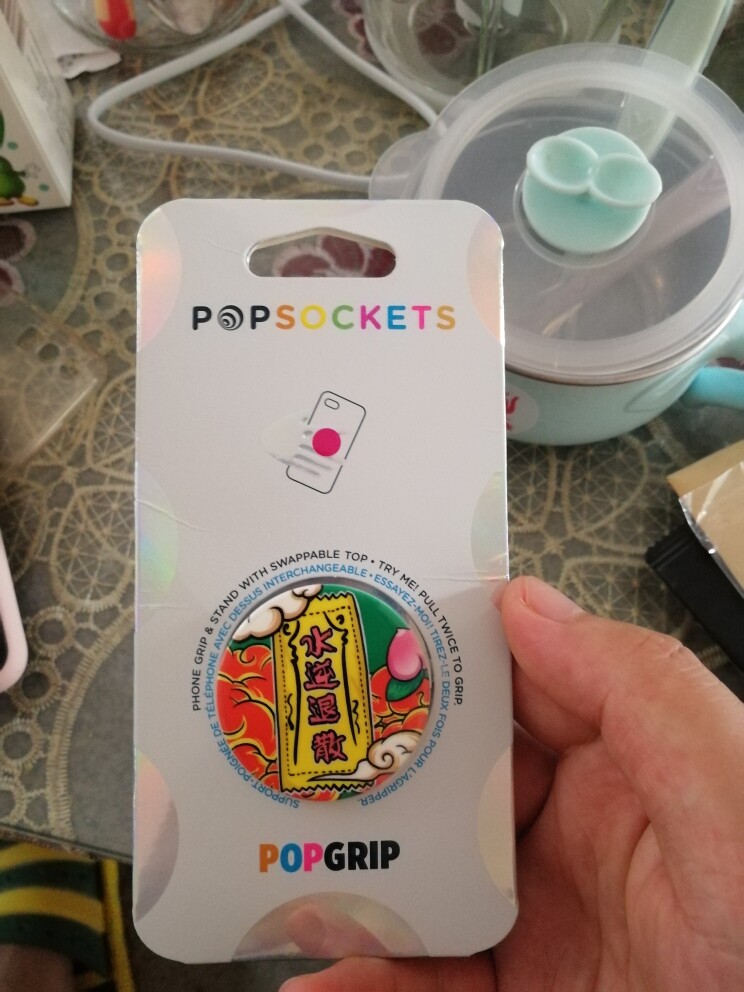 POPSOCKETS
PHONE GRIP & STAND WITH SWAPPABLE TOP • TRY ME! PULL TWICE TO GRIP.
SUPPORT-POIGNÉE DE TÉLÉPHONE AVEC DESSUS INTERCHANGEABLE • ESSAYEZ-MOI! TIREZ-LE DEUX FOIS POUR L'AGRIPPER.
水逆退散
POPGRIP